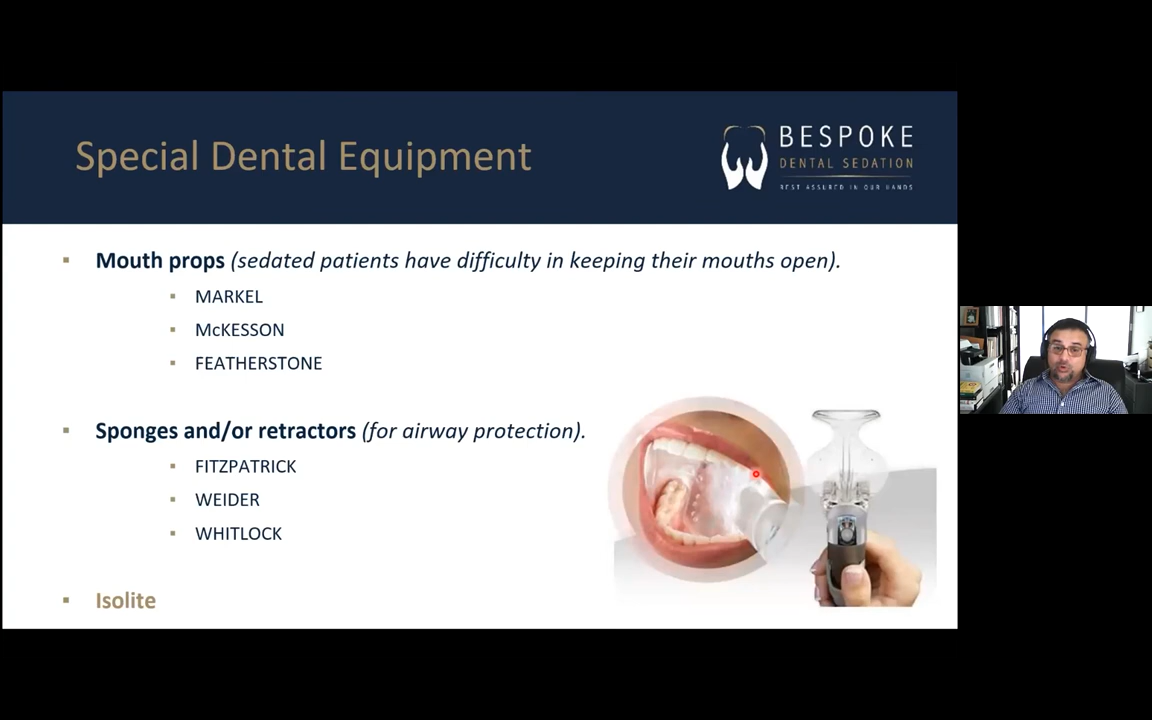 Special Dental Equipment
BESPOKE
DENTAL SEDATION
REST ASSURED IN OUR HANDS
▪ Mouth props (sedated patients have difficulty in keeping their mouths open).
▪ MARKEL
▪ McKESSON
▪ FEATHERSTONE
▪ Sponges and/or retractors (for airway protection).
▪ FITZPATRICK
▪ WEIDER
▪ WHITLOCK
▪ Isolite